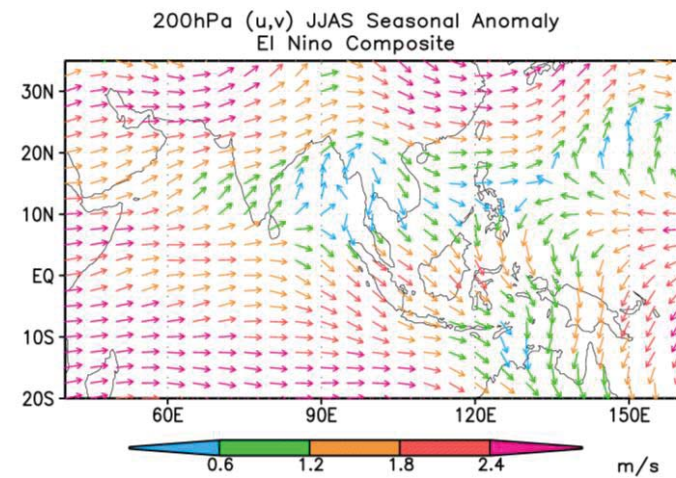 200hPa (u,v) JJAS Seasonal Anomaly
El Nino Composite
30N
20N
10N
EQ
10S
20S
60E 90E 120E 150E
0.6 1.2 1.8 2.4 m/s